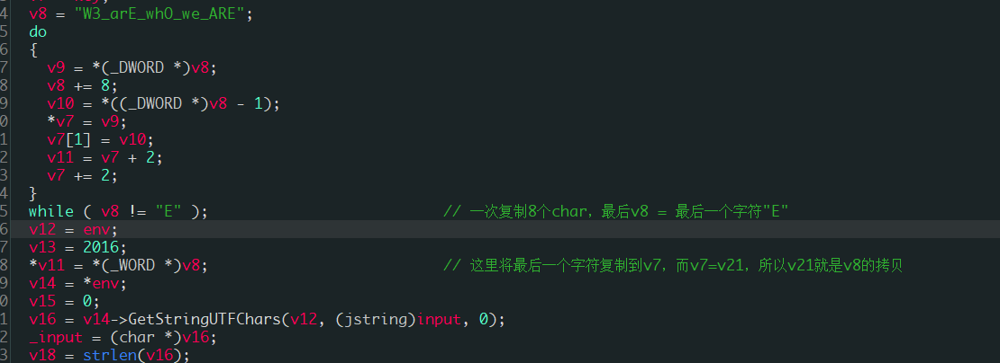 4 v8 = "W3_arE_whO_we_ARE";
5 do
6 {
7 v9 = *(_DWORD *)v8;
8 v8 += 8;
9 v10 = *((_DWORD *)v8 - 1);
0 *v7 = v9;
1 v7[1] = v10;
2 v11 = v7 + 2;
3 v7 += 2;
4 }
5 while ( v8 != "E" ); // 一次复制8个char，最后v8 = 最后一个字符"E"
6 v12 = env;
7 v13 = 2016;
8 *v11 = *(_WORD *)v8; // 这里将最后一个字符复制到v7，而v7=v21，所以v21就是v8的拷贝
9 v14 = *env;
0 v15 = 0;
1 v16 = v14->GetStringUTFChars(v12, (jstring)input, 0);
2 _input = (char *)v16;
3 v18 = strlen(v16);